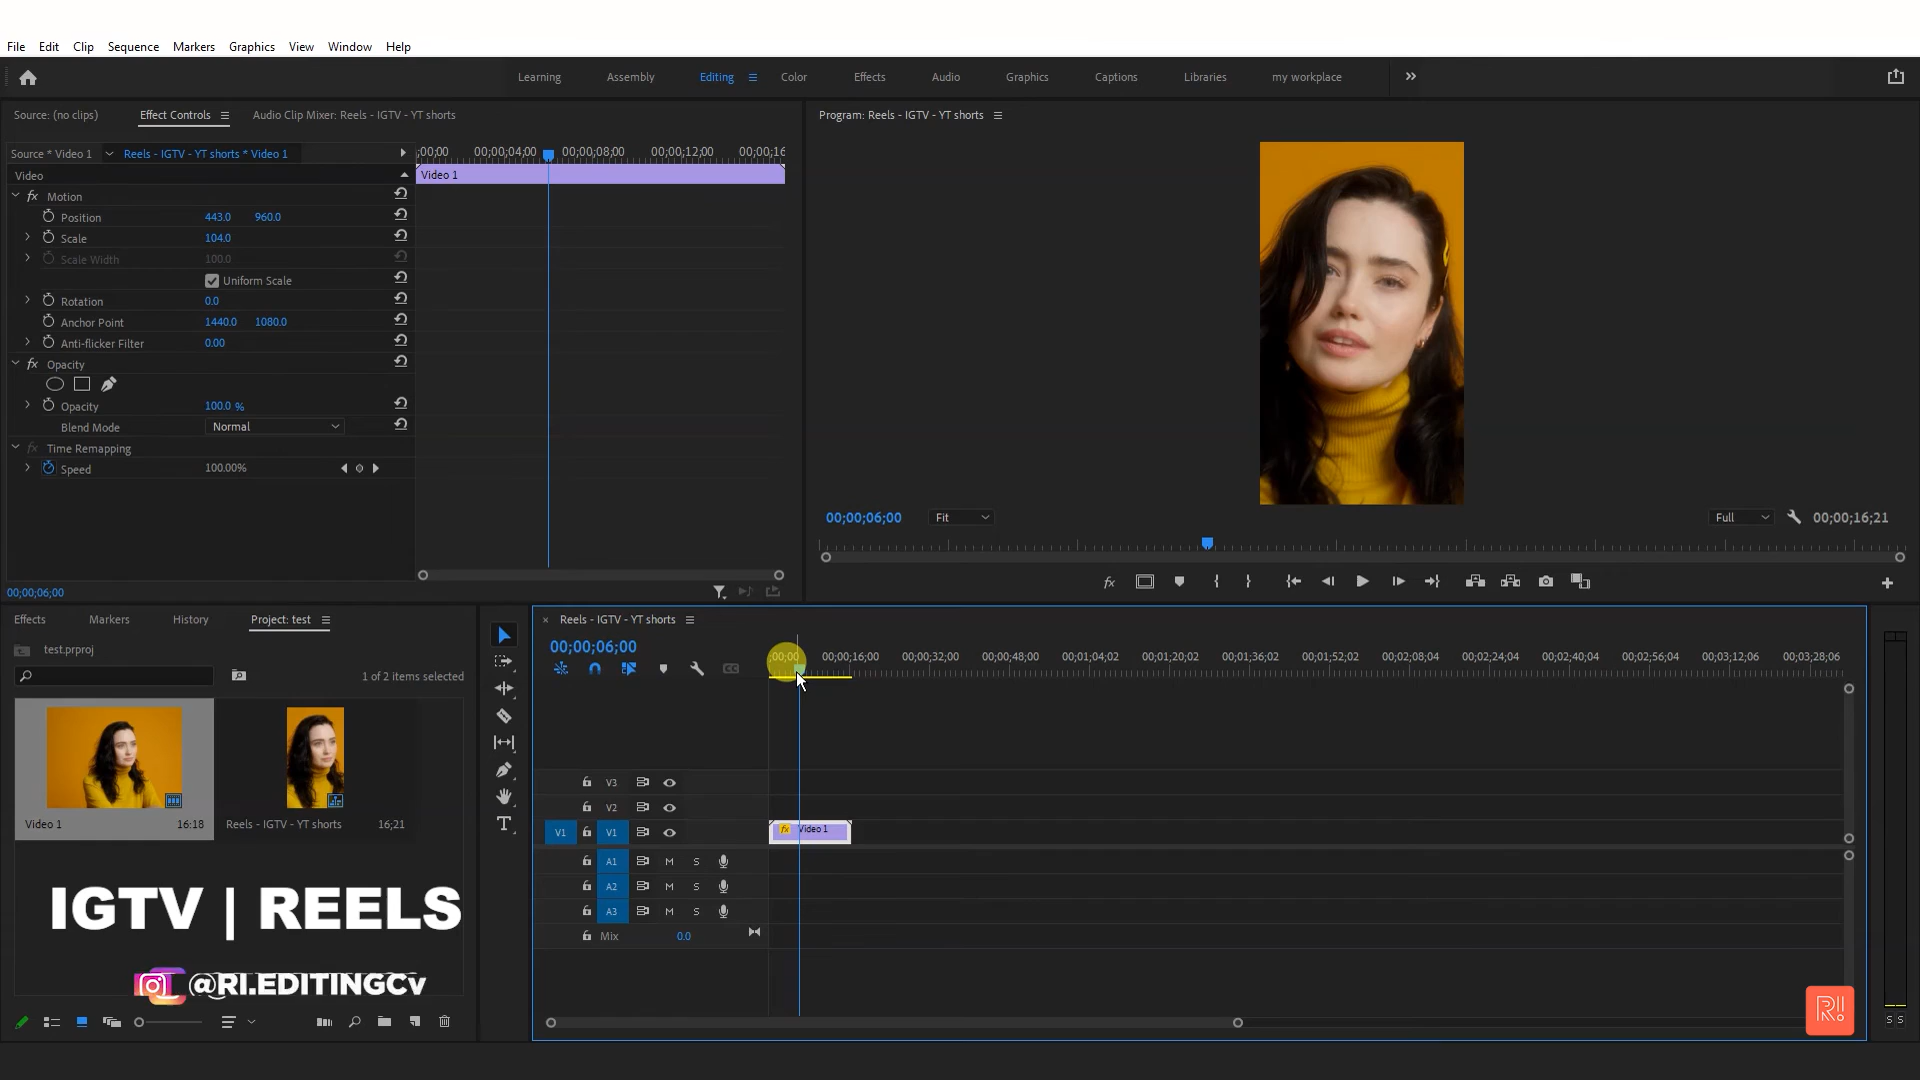 File Edit Clip Sequence Markers Graphics View Window Help
Learning Assembly Editing Color Effects Audio Graphics Captions Libraries my workplace
Source: (no clips) Effect Controls Audio Clip Mixer: Reels - IGTV - YT shorts
Program: Reels - IGTV - YT shorts
Source * Video 1 Reels - IGTV - YT shorts * Video 1
;00;00 00;00;04;00 00;00;08;00 00;00;12;00 00;00;16
Video
Video 1
fx Motion
Position 443.0 960.0
Scale 104.0
Scale Width 100.0
Uniform Scale
Rotation 0.0
Anchor Point 1440.0 1080.0
Anti-flicker Filter 0.00
fx Opacity
Opacity 100.0 %
Blend Mode Normal
fx Time Remapping
Speed 100.00%
00;00;06;00
00;00;06;00 Fit Full 00;00;16;21
fx
Effects Markers History Project: test
test.prproj
1 of 2 items selected
Video 1 16:18
Reels - IGTV - YT shorts 16;21
IGTV | REELS
@RI.EDITINGCv
Reels - IGTV - YT shorts
00;00;06;00
;00;00 00;00;16;00 00;00;32;00 00;00;48;00 00;01;04;02 00;01;20;02 00;01;36;02 00;01;52;02 00;02;08;04 00;02;24;04 00;02;40;04 00;02;56;04 00;03;12;06 00;03;28;06
CC
V3
V2
V1 V1 fx Video 1
A1 M S
A2 M S
A3 M S
Mix 0.0
T
R!
S S